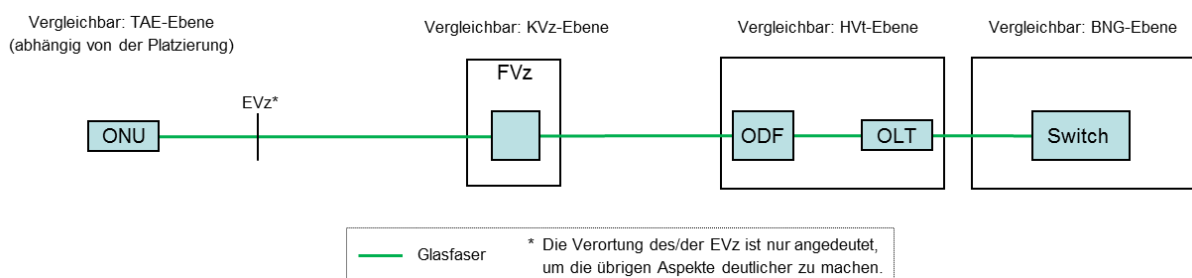 Vergleichbar: TAE-Ebene
(abhängig von der Platzierung)
Vergleichbar: KVz-Ebene
Vergleichbar: HVt-Ebene
Vergleichbar: BNG-Ebene
FVz
EVz*
ONU
ODF
OLT
Switch
Glasfaser
* Die Verortung des/der EVz ist nur angedeutet,
um die übrigen Aspekte deutlicher zu machen.